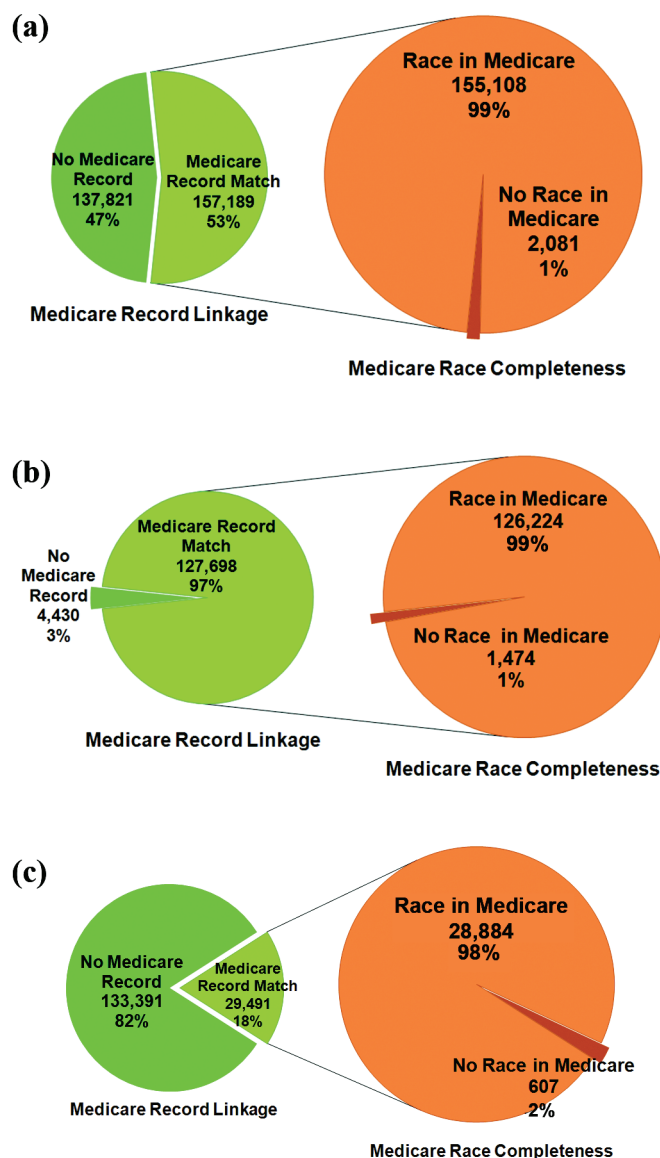 (a)
No Medicare
Record
137,821
47%
Medicare
Record Match
157,189
53%
Medicare Record Linkage
Race in Medicare
155,108
99%
No Race in
Medicare
2,081
1%
Medicare Race Completeness
(b)
No
Medicare
Record
4,430
3%
Medicare Record
Match
127,698
97%
Medicare Record Linkage
Race in Medicare
126,224
99%
No Race in Medicare
1,474
1%
Medicare Race Completeness
(c)
No Medicare
Record
133,391
82%
Medicare
Record Match
29,491
18%
Medicare Record Linkage
Race in Medicare
28,884
98%
No Race in Medicare
607
2%
Medicare Race Completeness